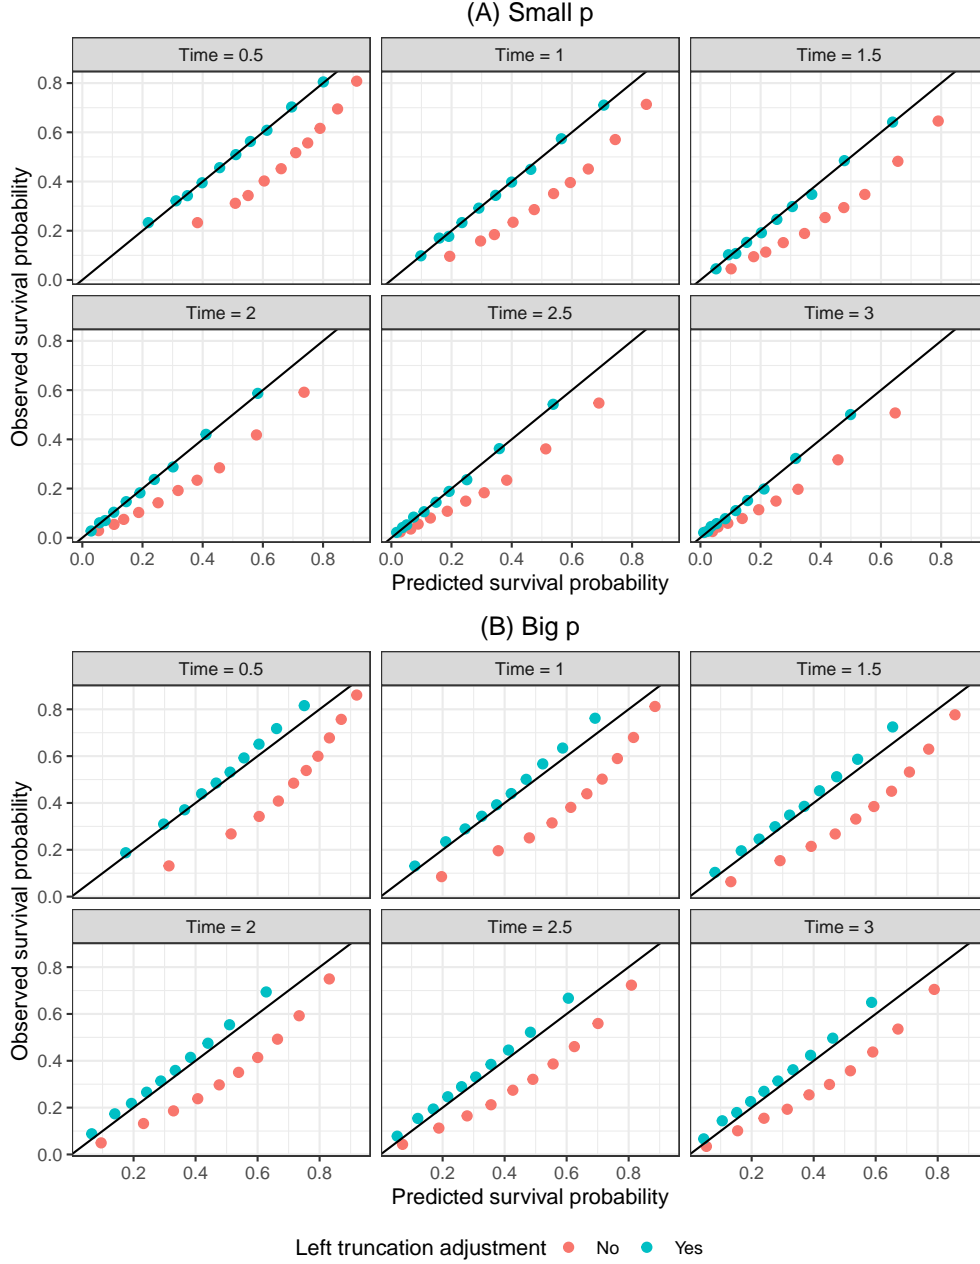 (A) Small p
Time = 0.5
Time = 1
Time = 1.5
0.8
0.6
0.4
0.2
0.0
Time = 2
Time = 2.5
Time = 3
0.8
0.6
0.4
0.2
0.0
0.0 0.2 0.4 0.6 0.8
0.0 0.2 0.4 0.6 0.8
0.0 0.2 0.4 0.6 0.8
Observed survival probability
Predicted survival probability
(B) Big p
Time = 0.5
Time = 1
Time = 1.5
0.8
0.6
0.4
0.2
0.0
Time = 2
Time = 2.5
Time = 3
0.8
0.6
0.4
0.2
0.0
0.2 0.4 0.6 0.8
0.2 0.4 0.6 0.8
0.2 0.4 0.6 0.8
Observed survival probability
Predicted survival probability
Left truncation adjustment No Yes